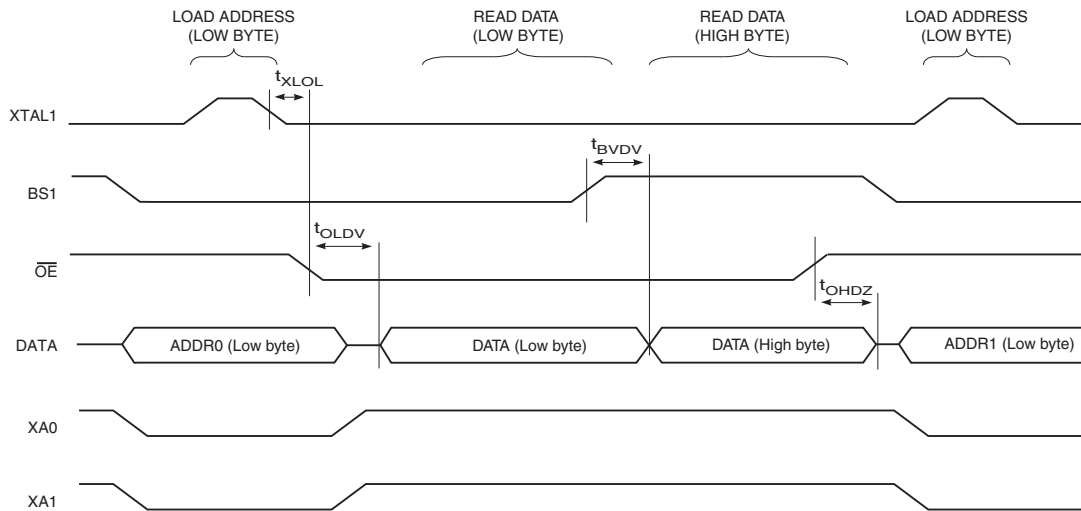 LOAD ADDRESS
(LOW BYTE)
READ DATA
(LOW BYTE)
READ DATA
(HIGH BYTE)
LOAD ADDRESS
(LOW BYTE)
tXLOL
XTAL1
tBVDV
BS1
tOLDV
OE
tOHDZ
DATA
ADDR0 (Low byte)
DATA (Low byte)
DATA (High byte)
ADDR1 (Low byte)
XA0
XA1